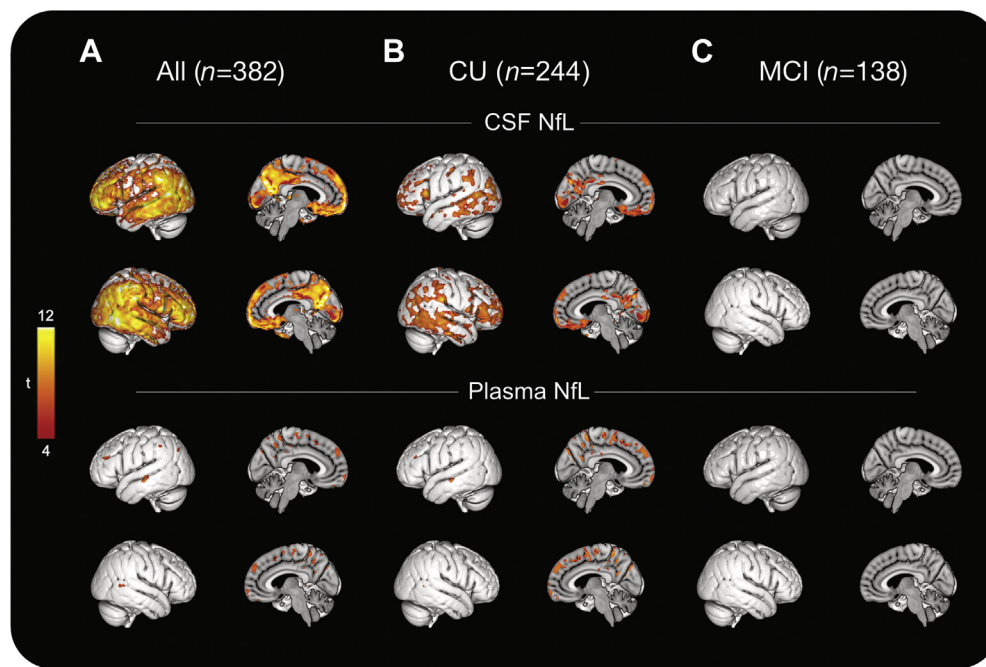 A
B
C
All (n=382)
CU (n=244)
MCI (n=138)
CSF NfL
12
t
4
Plasma NfL